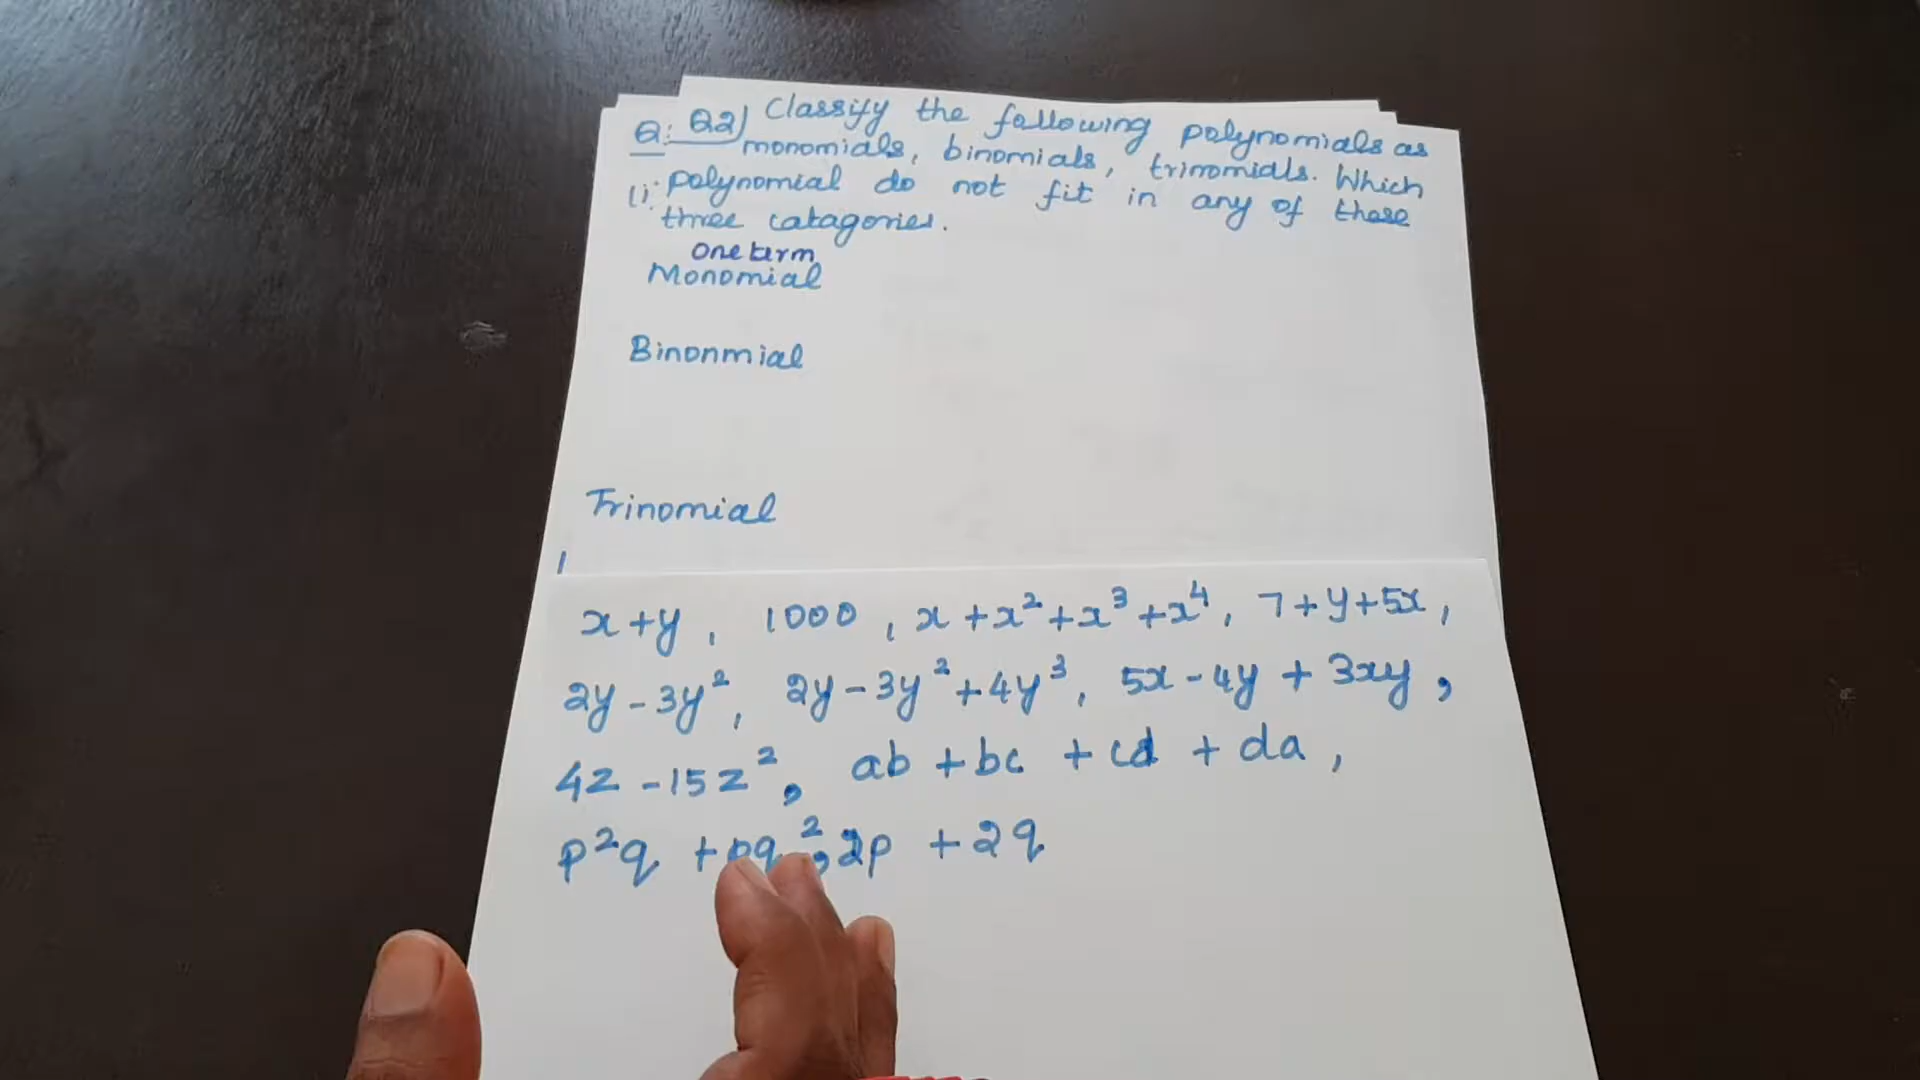 Q2) Classify the following polynomials as
monomials, binomials, trinomials. Which
polynomial do not fit in any of these
three catagories.
One term
Monomial
Binonmial
Trinomial
x+y, 1000, x+x²+x³+x⁴, 7+y+5x,
2y-3y², 2y-3y²+4y³, 5x-4y+3xy,
4z-15z², ab+bc+cd+da,
p²q+pq², 2p+2q